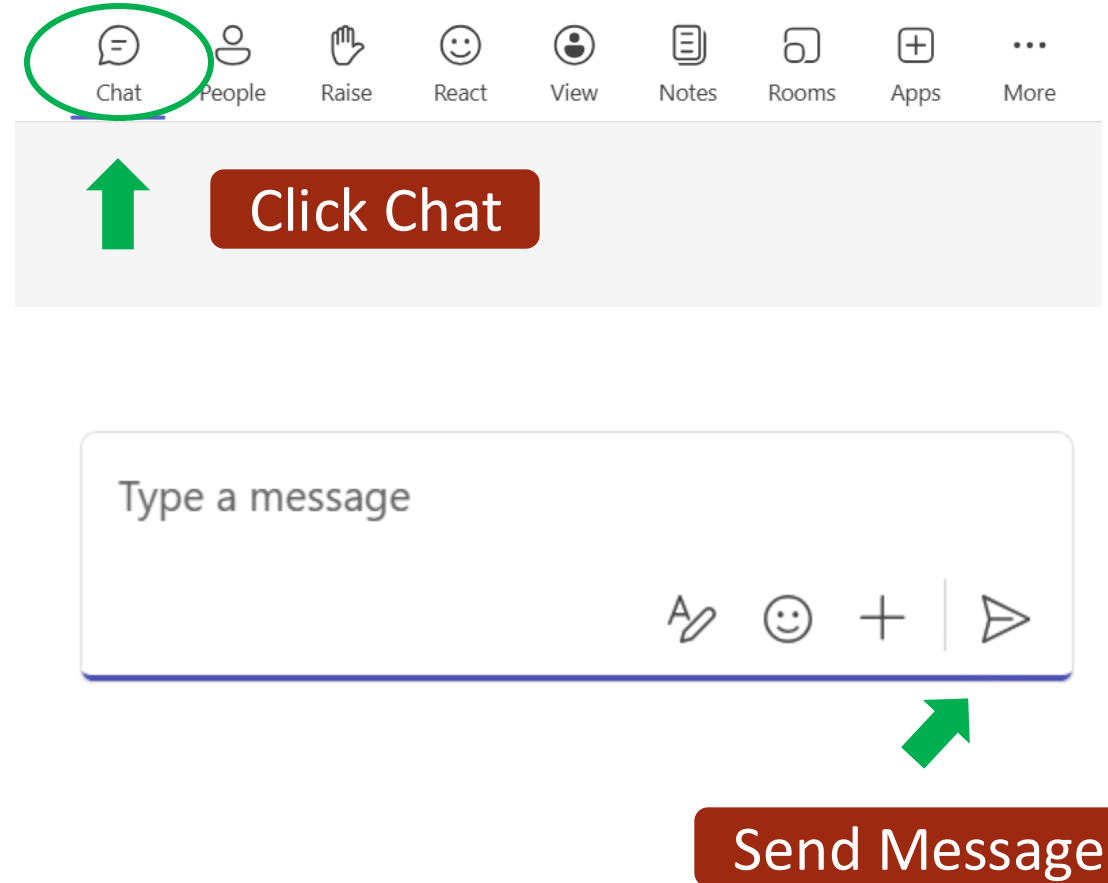 Chat People Raise React View Notes Rooms Apps More
Click Chat
Type a message
Send Message